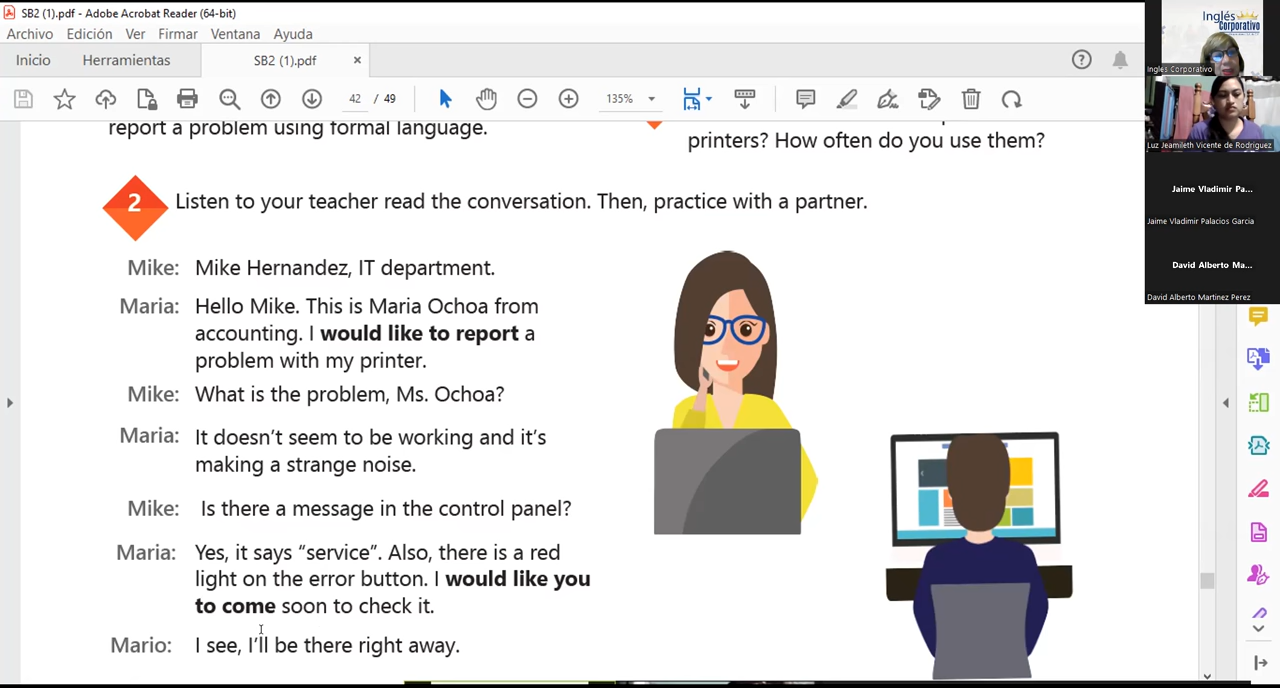 SB2 (1).pdf - Adobe Acrobat Reader (64-bit)
Archivo Edición Ver Firmar Ventana Ayuda
Inicio Herramientas SB2 (1).pdf ×
42 / 49 135%
report a problem using formal language.
printers? How often do you use them?
2 Listen to your teacher read the conversation. Then, practice with a partner.
Mike: Mike Hernandez, IT department.
Maria: Hello Mike. This is Maria Ochoa from
accounting. I would like to report a
problem with my printer.
Mike: What is the problem, Ms. Ochoa?
Maria: It doesn't seem to be working and it's
making a strange noise.
Mike: Is there a message in the control panel?
Maria: Yes, it says “service”. Also, there is a red
light on the error button. I would like you
to come soon to check it.
Mario: I see, I'll be there right away.
Inglés
Corporativo
Inglés Corporativo
Luz Jeamileth Vicente de Rodriguez
Jaime Vladimir Pa...
Jaime Vladimir Palacios Garcia
David Alberto Ma...
David Alberto Martinez Perez